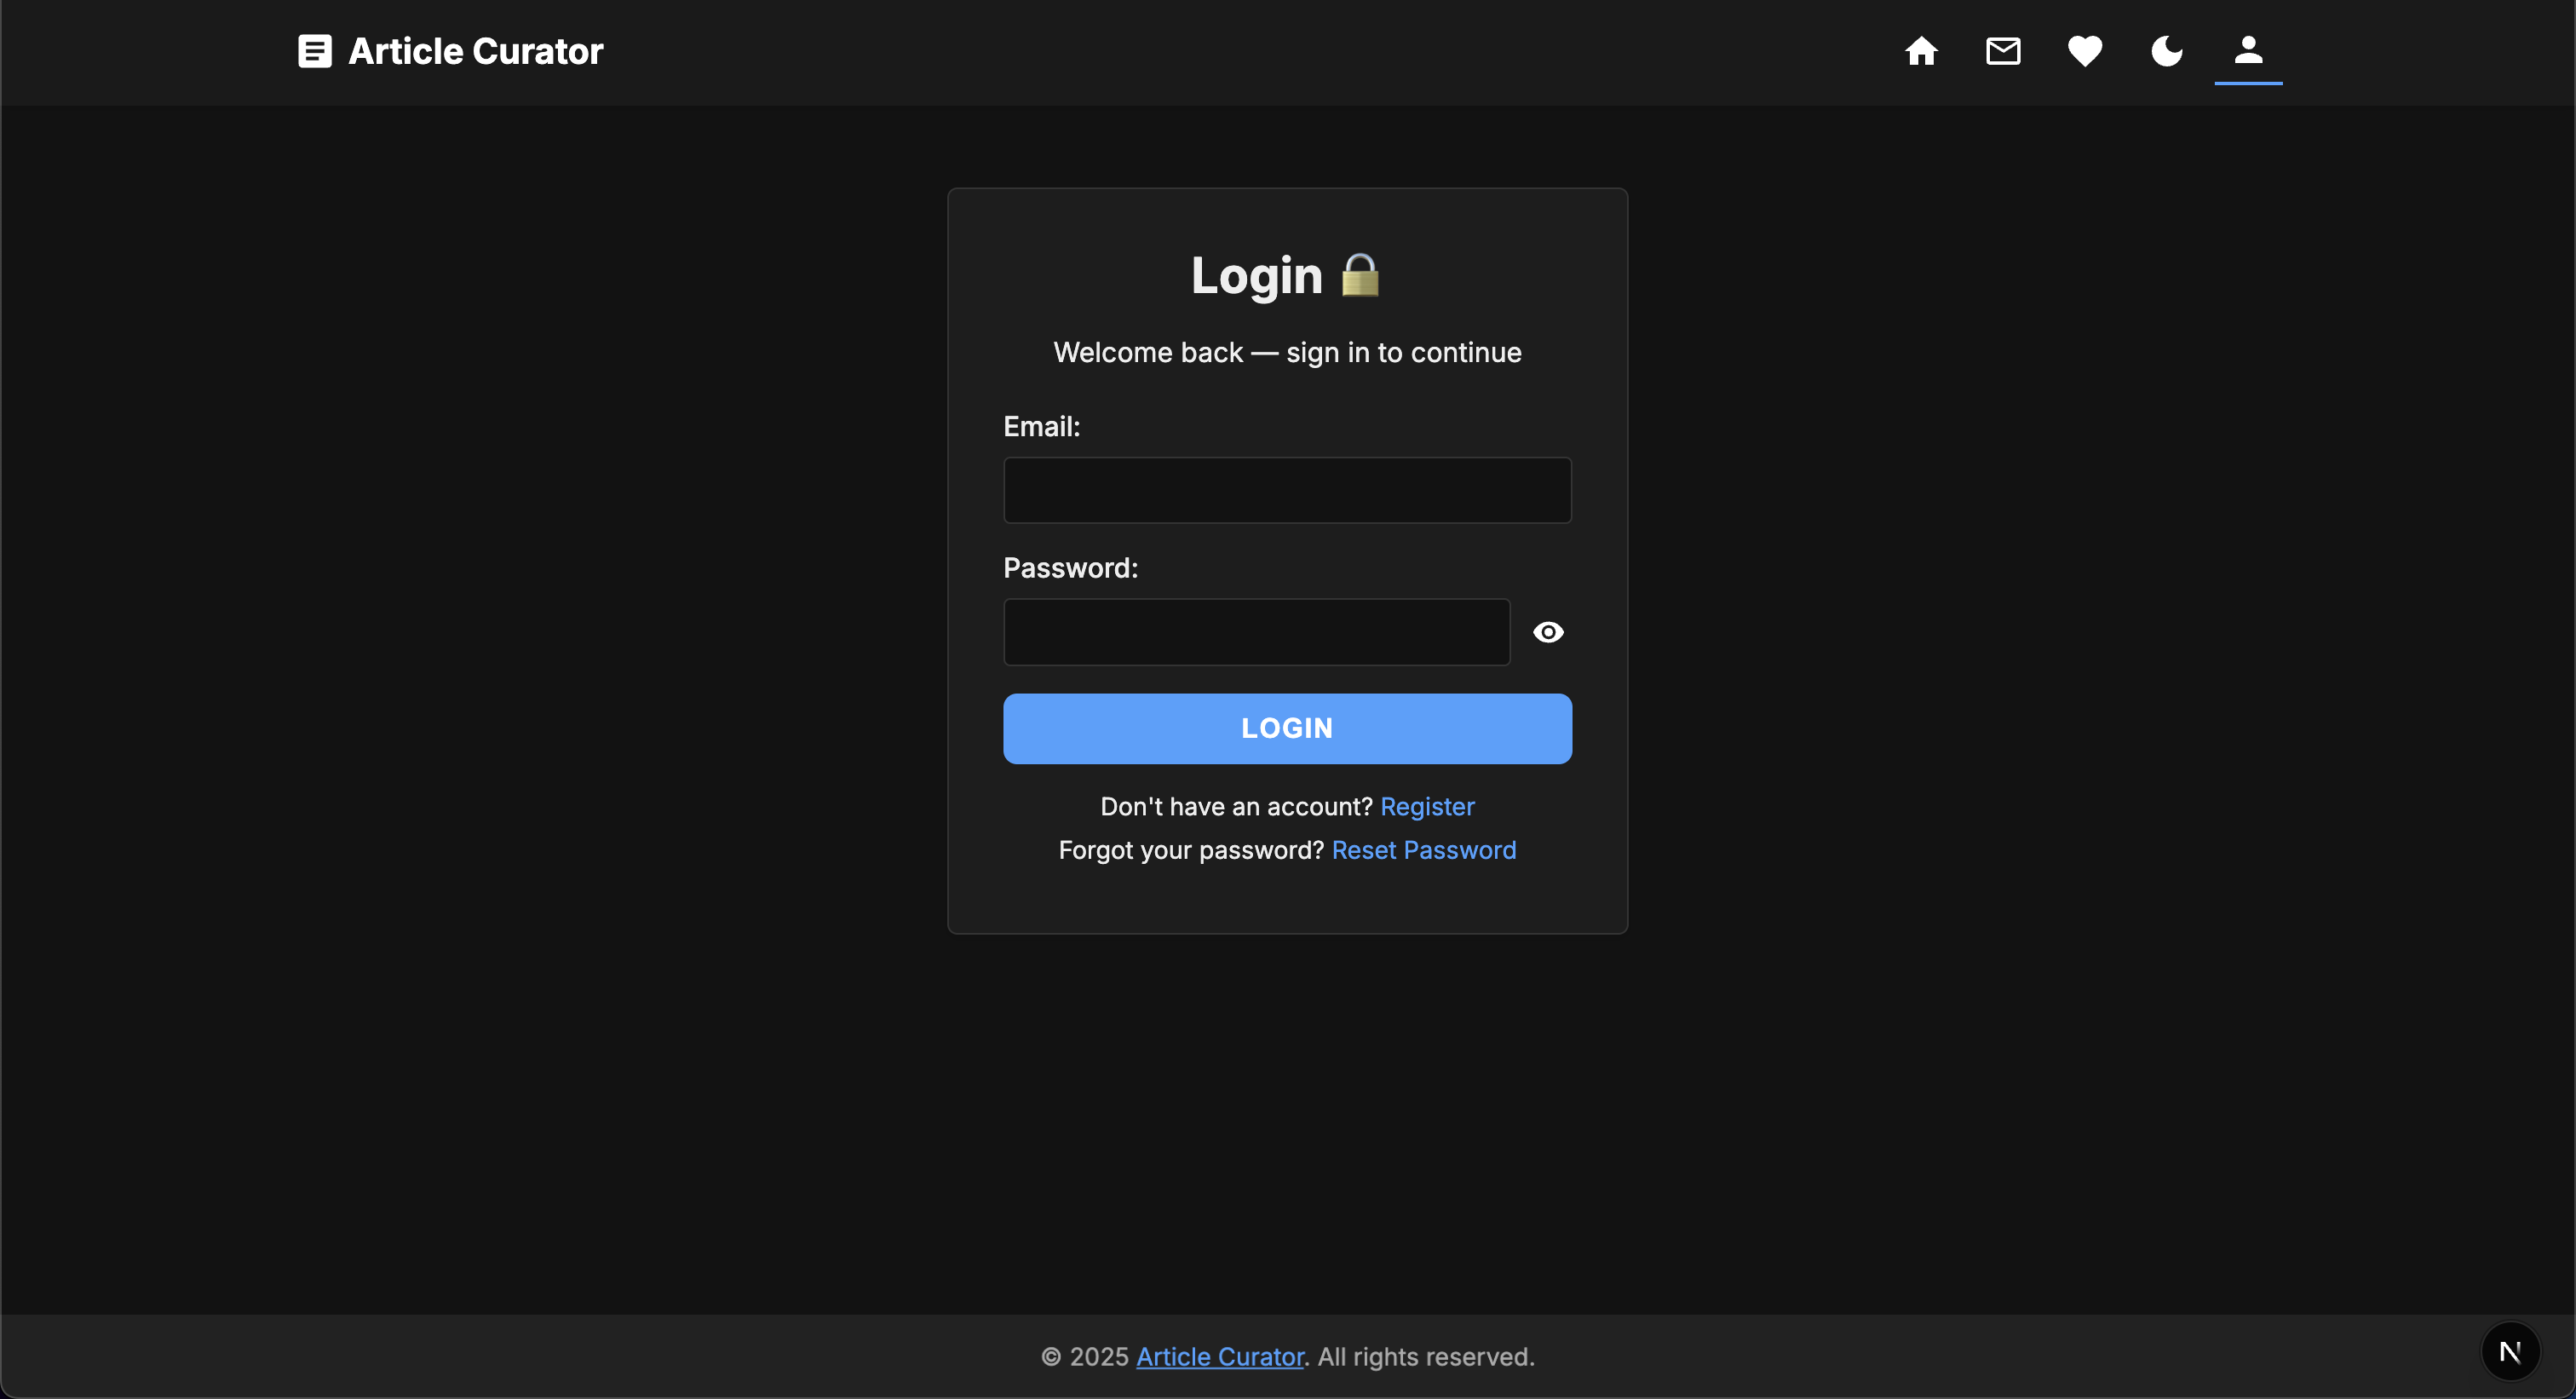 Article Curator
Login 🔒
Welcome back — sign in to continue
Email:
Password:
LOGIN
Don't have an account? Register
Forgot your password? Reset Password
© 2025 Article Curator. All rights reserved.
N